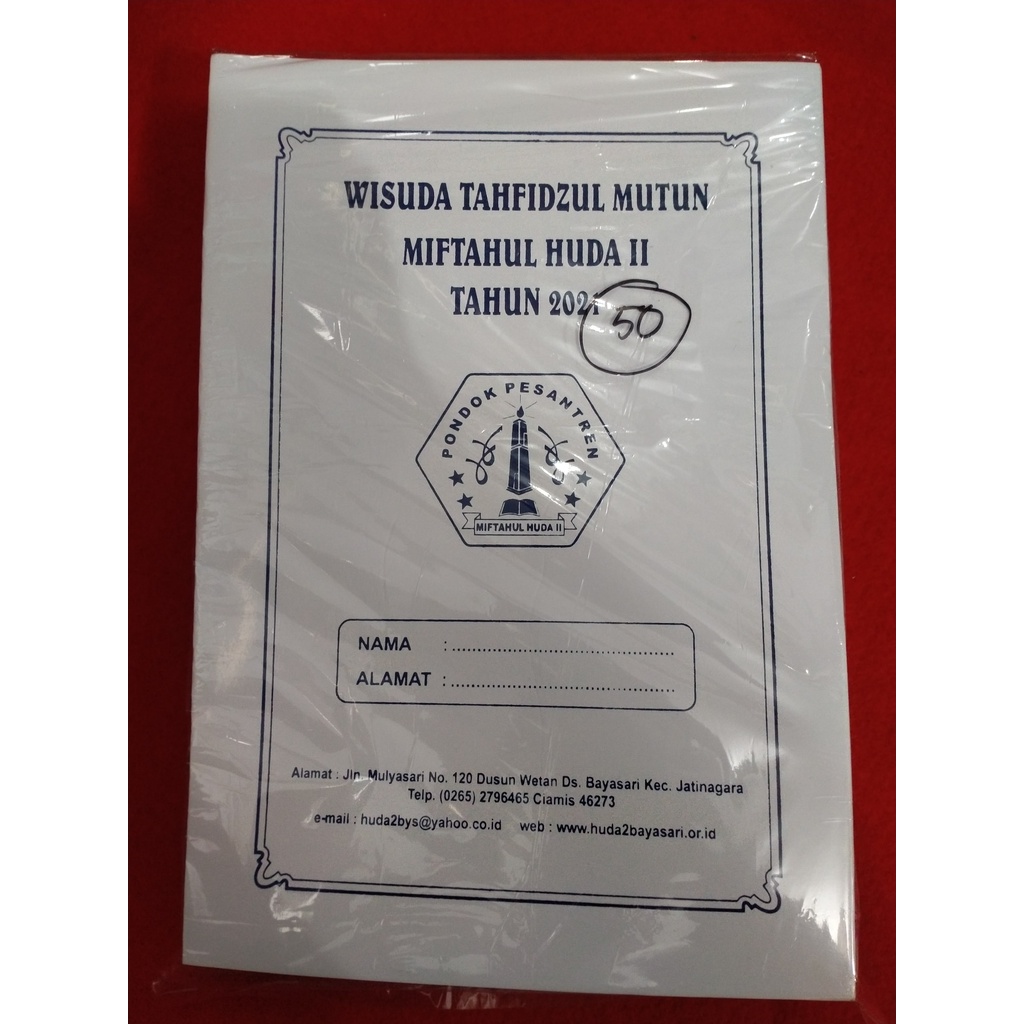 WISUDA TAHFIDZUL MUTUN
MIFTAHUL HUDA II
TAHUN 2021
50
PONDOK PESANTREN
MIFTAHUL HUDA II
NAMA : ..........................................
ALAMAT : ..........................................
Alamat : Jln. Mulyasari No. 120 Dusun Wetan Ds. Bayasari Kec. Jatinagara
Telp. (0265) 2796465 Ciamis 46273
e-mail : huda2bys@yahoo.co.id web : www.huda2bayasari.or.id